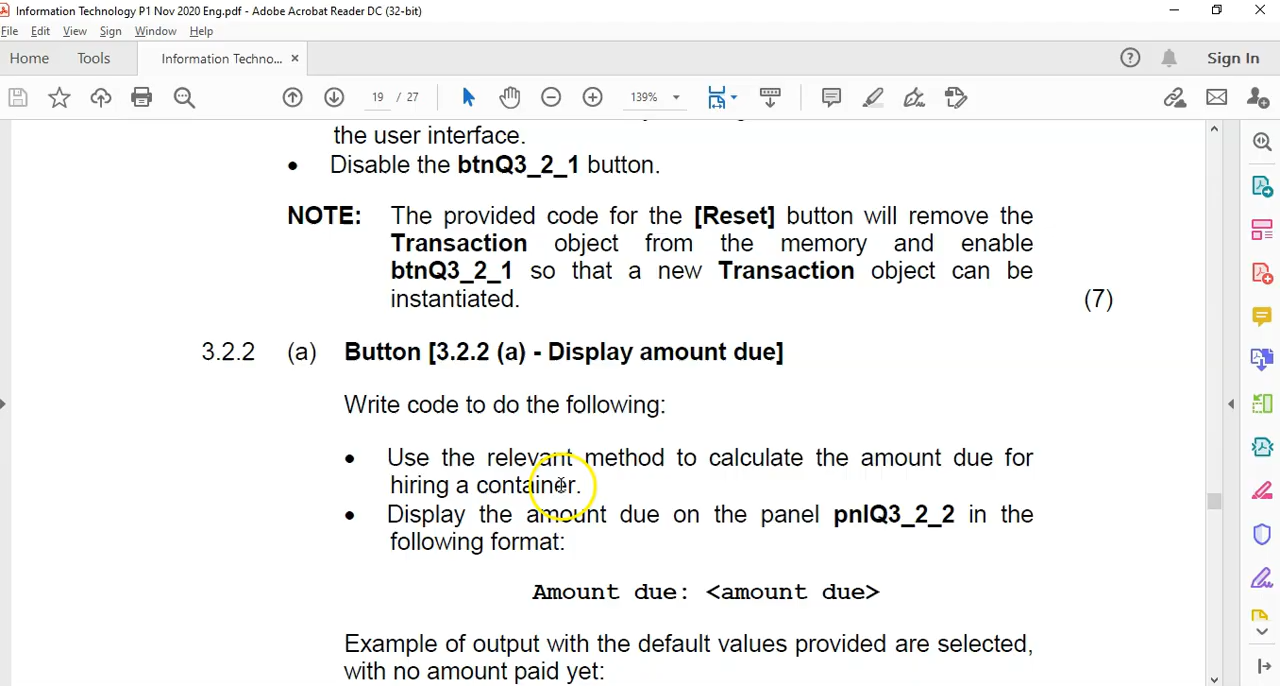 Information Technology P1 Nov 2020 Eng.pdf - Adobe Acrobat Reader DC (32-bit)
File Edit View Sign Window Help
Home Tools Information Techno... × Sign In
19 / 27 139%
the user interface.
• Disable the btnQ3_2_1 button.
NOTE: The provided code for the [Reset] button will remove the
Transaction object from the memory and enable
btnQ3_2_1 so that a new Transaction object can be
instantiated. (7)
3.2.2 (a) Button [3.2.2 (a) - Display amount due]
Write code to do the following:
• Use the relevant method to calculate the amount due for
hiring a container.
• Display the amount due on the panel pnlQ3_2_2 in the
following format:
Amount due: <amount due>
Example of output with the default values provided are selected,
with no amount paid yet: